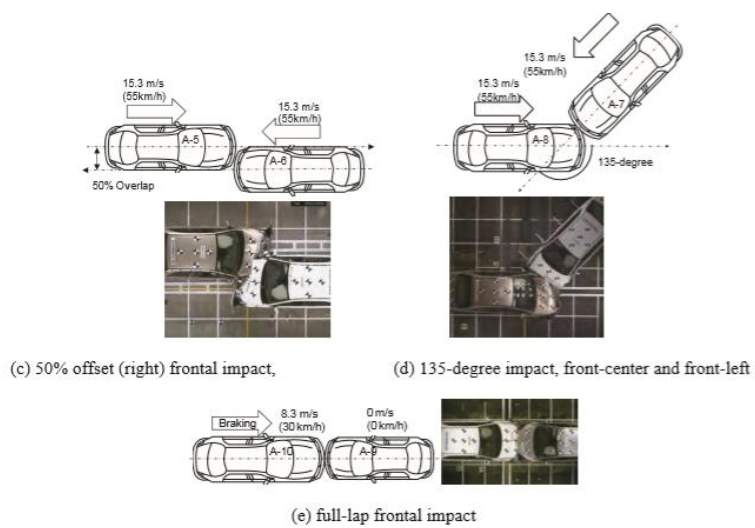 15.3 m/s
(55km/h)
A-5
15.3 m/s
(55km/h)
A-6
50% Overlap
15.3 m/s
(55km/h)
A-7
15.3 m/s
(55km/h)
A-8
135-degree
(c) 50% offset (right) frontal impact,
(d) 135-degree impact, front-center and front-left
Braking
8.3 m/s
(30 km/h)
0 m/s
(0 km/h)
A-10
A-9
(e) full-lap frontal impact